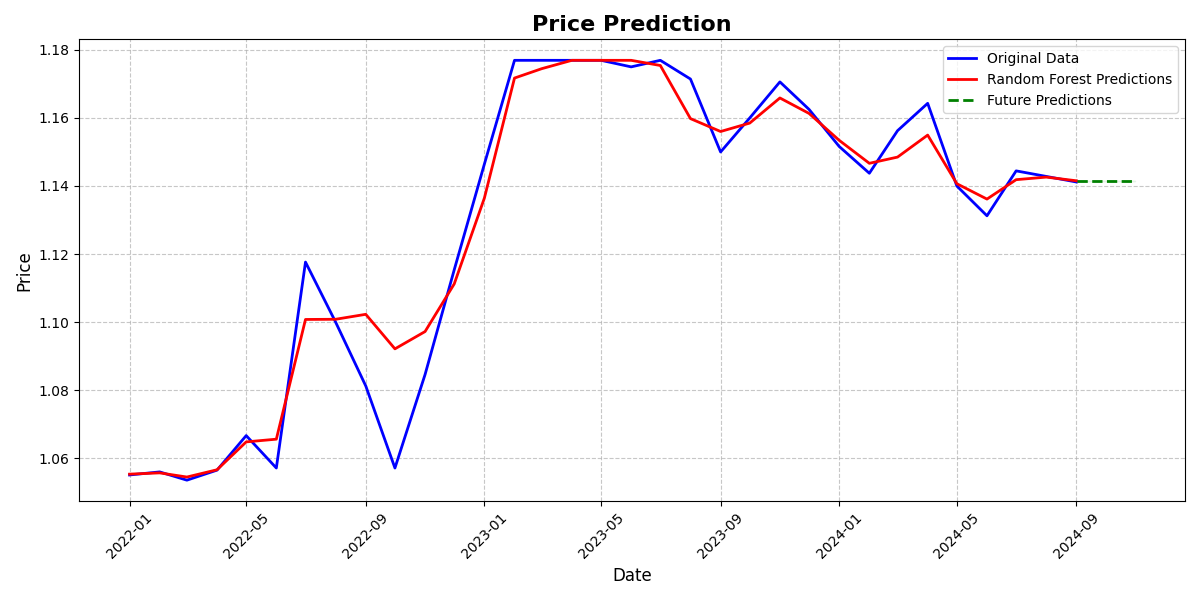 Price Prediction
1.18
1.16
1.14
1.12
1.10
1.08
1.06
Price
Original Data
Random Forest Predictions
Future Predictions
2022-01
2022-05
2022-09
2023-01
2023-05
2023-09
2024-01
2024-05
2024-09
Date